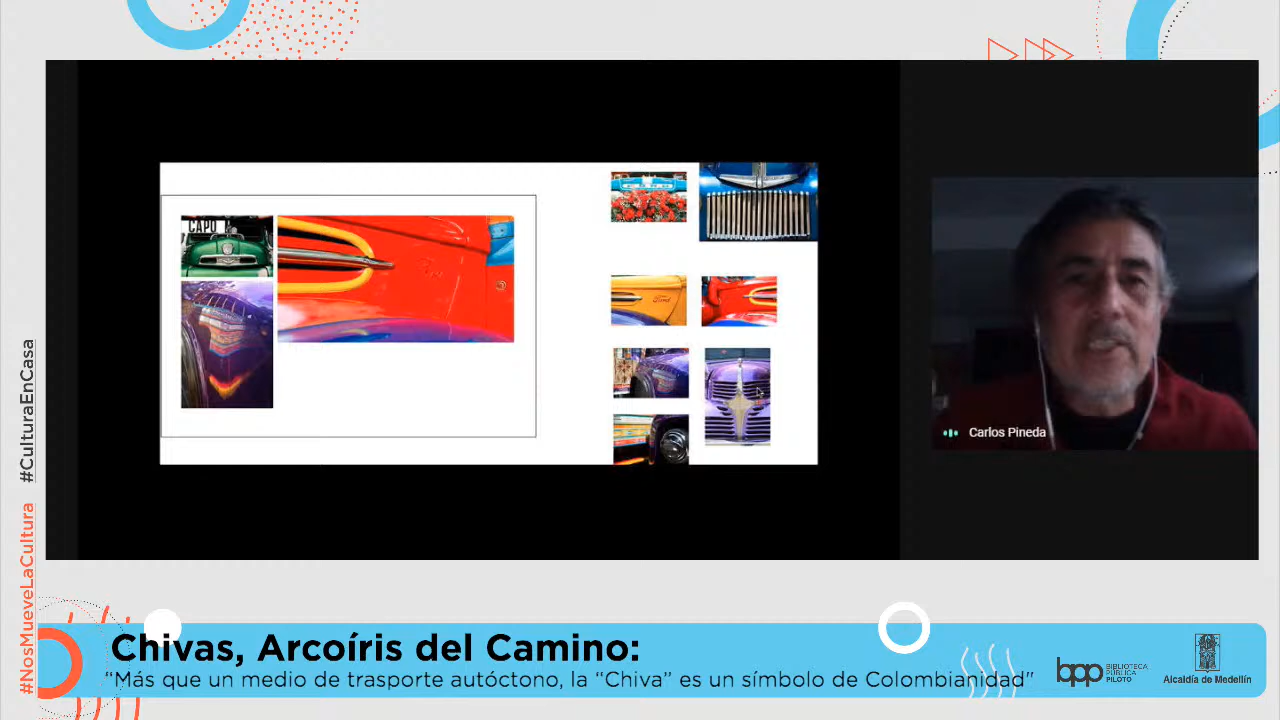 CAPO
Ford
Carlos Pineda
#CulturaEnCasa
#NosMueveLaCultura
Chivas, Arcoíris del Camino:
“Más que un medio de trasporte autóctono, la “Chiva” es un símbolo de Colombianidad”
bpp BIBLIOTECA
PÚBLICA
PILOTO
Alcaldía de Medellín